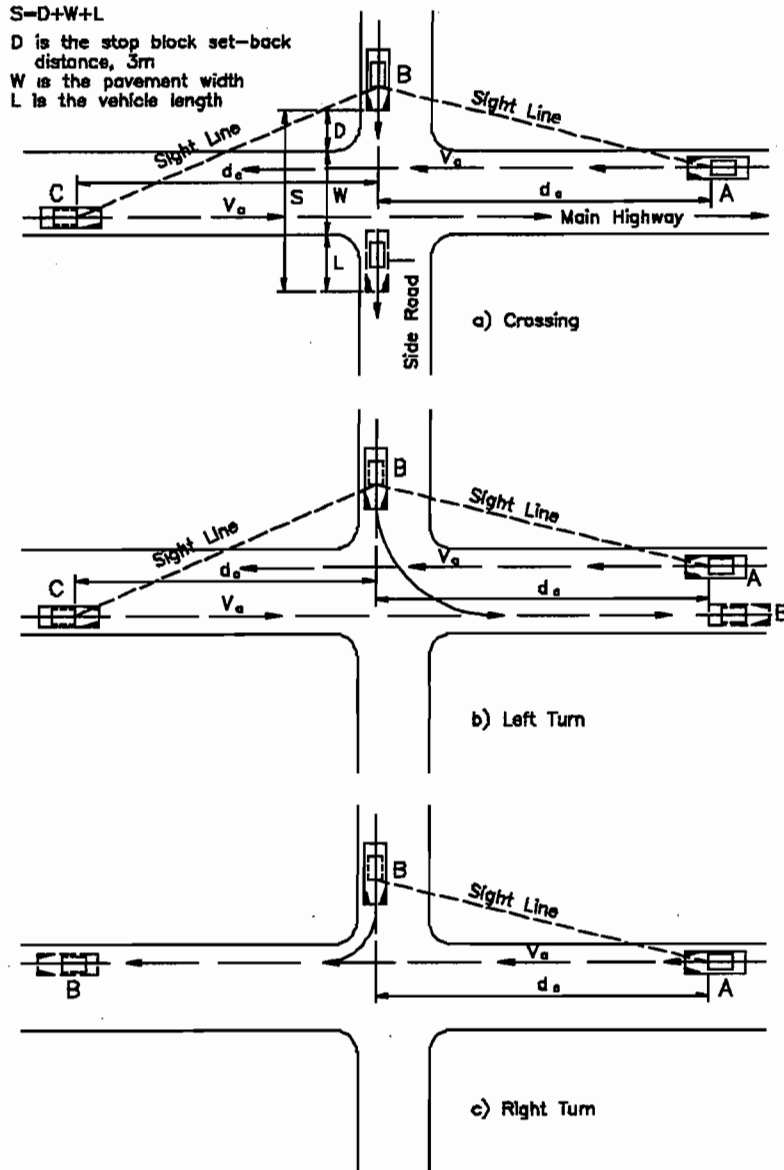 S=D+W+L
D is the stop block set-back
distance, 3m
W is the pavement width
L is the vehicle length
B
Sight Line
Sight Line
D
Va
da
C
S
W
A
Va
da
Main Highway
L
Side Road
a) Crossing
B
Sight Line
Sight Line
Va
da
A
C
da
Va
B
b) Left Turn
B
Sight Line
Va
B
da
A
c) Right Turn